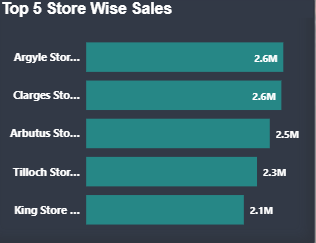 Top 5 Store Wise Sales
Argyle Stor... 2.6M
Clarges Sto... 2.6M
Arbutus Sto... 2.5M
Tilloch Stor... 2.3M
King Store ... 2.1M